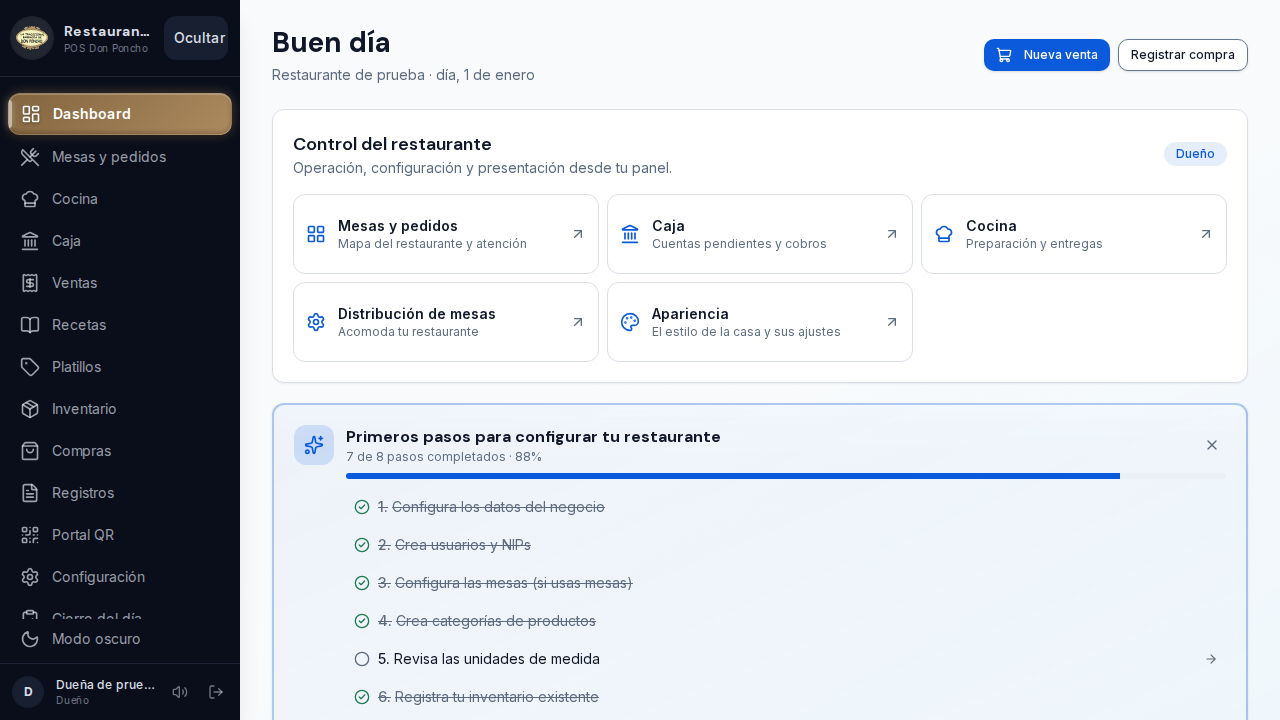 Restauran...
POS Don Poncho
Ocultar
Dashboard
Mesas y pedidos
Cocina
Caja
Ventas
Recetas
Platillos
Inventario
Compras
Registros
Portal QR
Configuración
Cierre del día
Modo oscuro
D
Dueña de prue...
Dueño
Buen día
Restaurante de prueba · día, 1 de enero
Nueva venta
Registrar compra
Control del restaurante
Operación, configuración y presentación desde tu panel.
Dueño
Mesas y pedidos
Mapa del restaurante y atención
Caja
Cuentas pendientes y cobros
Cocina
Preparación y entregas
Distribución de mesas
Acomoda tu restaurante
Apariencia
El estilo de la casa y sus ajustes
Primeros pasos para configurar tu restaurante
7 de 8 pasos completados · 88%
1. Configura los datos del negocio
2. Crea usuarios y NIPs
3. Configura las mesas (si usas mesas)
4. Crea categorías de productos
5. Revisa las unidades de medida
6. Registra tu inventario existente